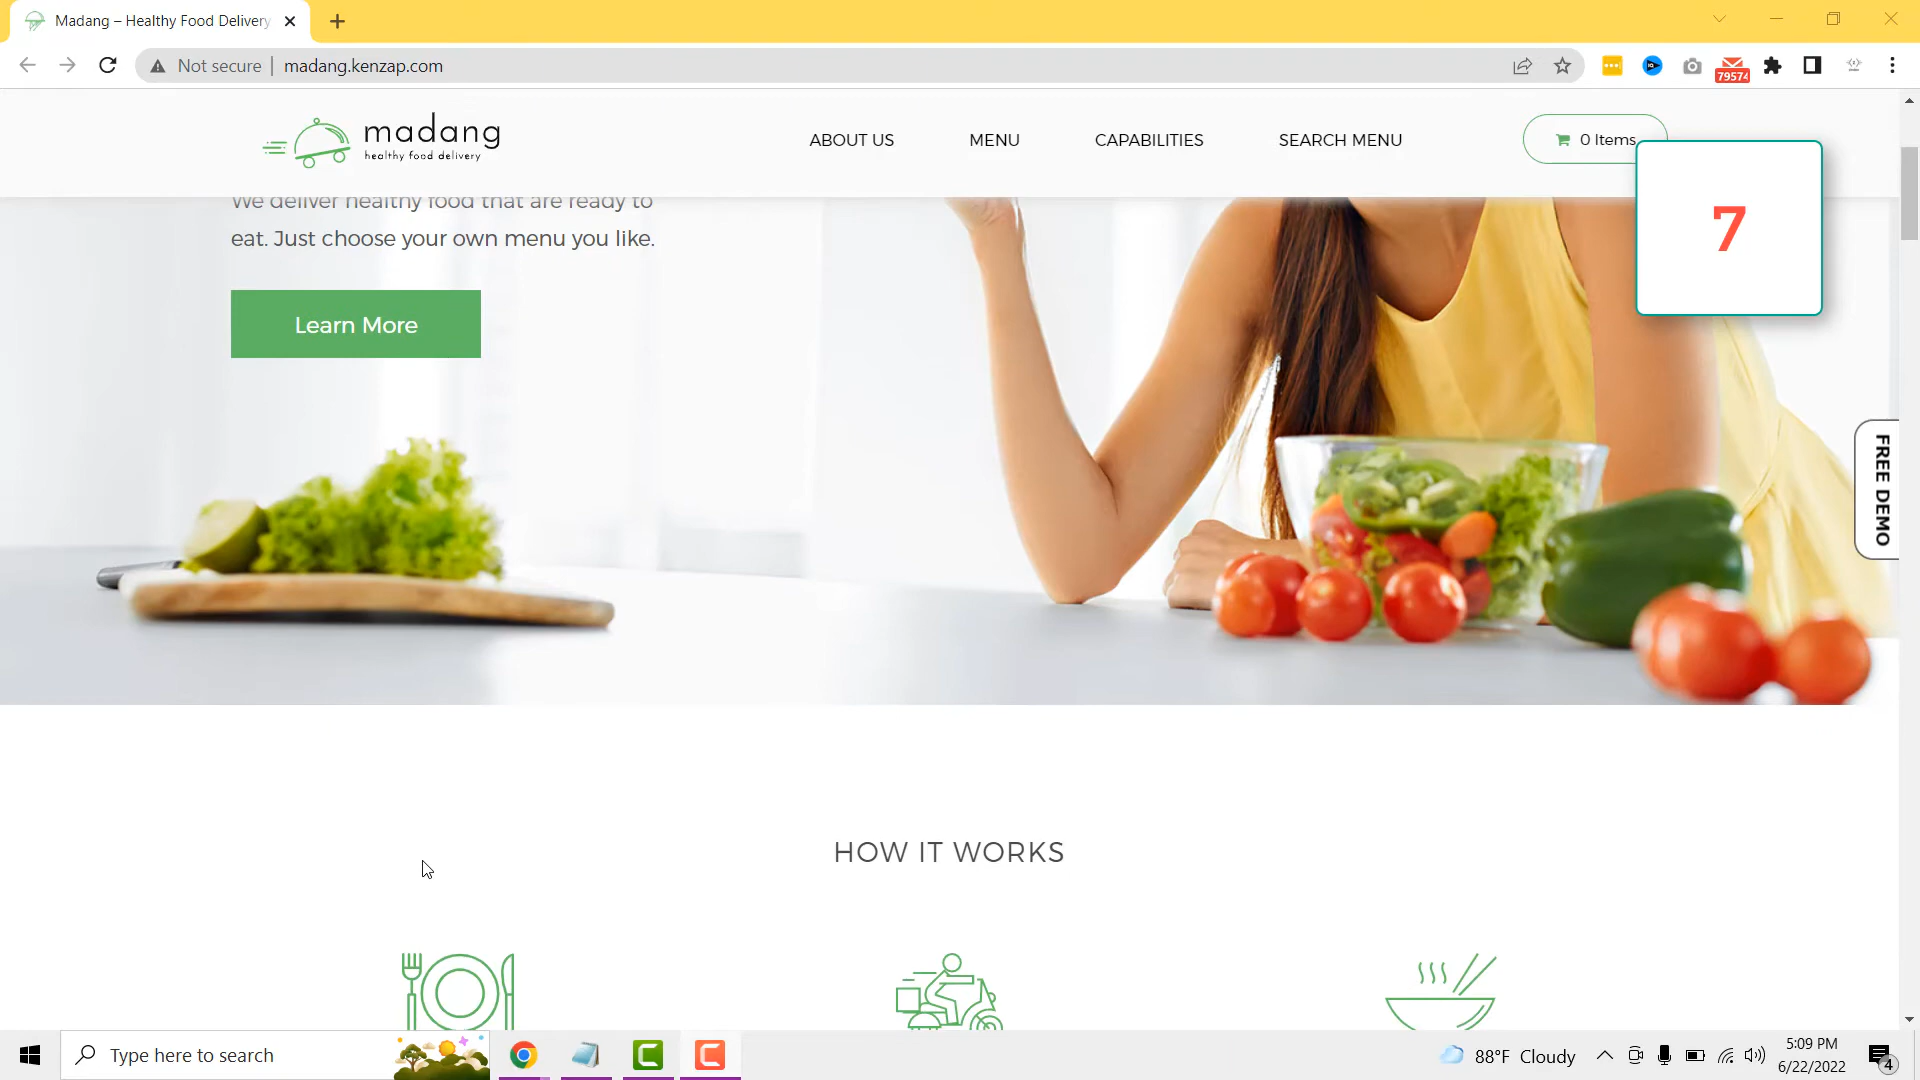 Madang – Healthy Food Delivery
Not secure
madang.kenzap.com
79574
madang
healthy food delivery
ABOUT US
MENU
CAPABILITIES
SEARCH MENU
0 Items
7
We deliver healthy food that are ready to
eat. Just choose your own menu you like.
Learn More
FREE DEMO
HOW IT WORKS
Type here to search
88°F Cloudy
5:09 PM
6/22/2022
4